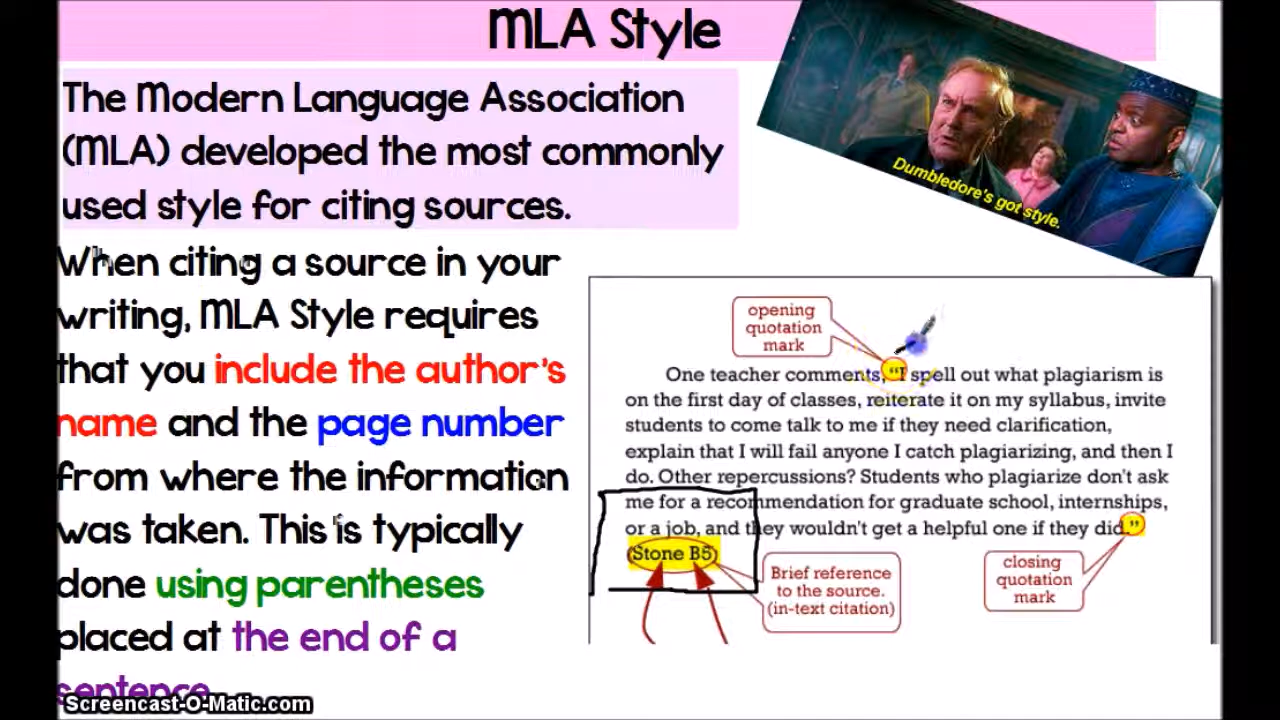 MLA Style
The Modern Language Association
(MLA) developed the most commonly
used style for citing sources.
When citing a source in your
writing, MLA Style requires
that you include the author's
name and the page number
from where the information
was taken. This is typically
done using parentheses
placed at the end of a
sentence
Dumbledore's got style.
opening
quotation
mark
One teacher comments, “I spell out what plagiarism is
on the first day of classes, reiterate it on my syllabus, invite
students to come talk to me if they need clarification,
explain that I will fail anyone I catch plagiarizing, and then I
do. Other repercussions? Students who plagiarize don't ask
me for a recommendation for graduate school, internships,
or a job, and they wouldn't get a helpful one if they did.”
(Stone B5)
Brief reference
to the source.
(in-text citation)
closing
quotation
mark
Screencast-O-Matic.com